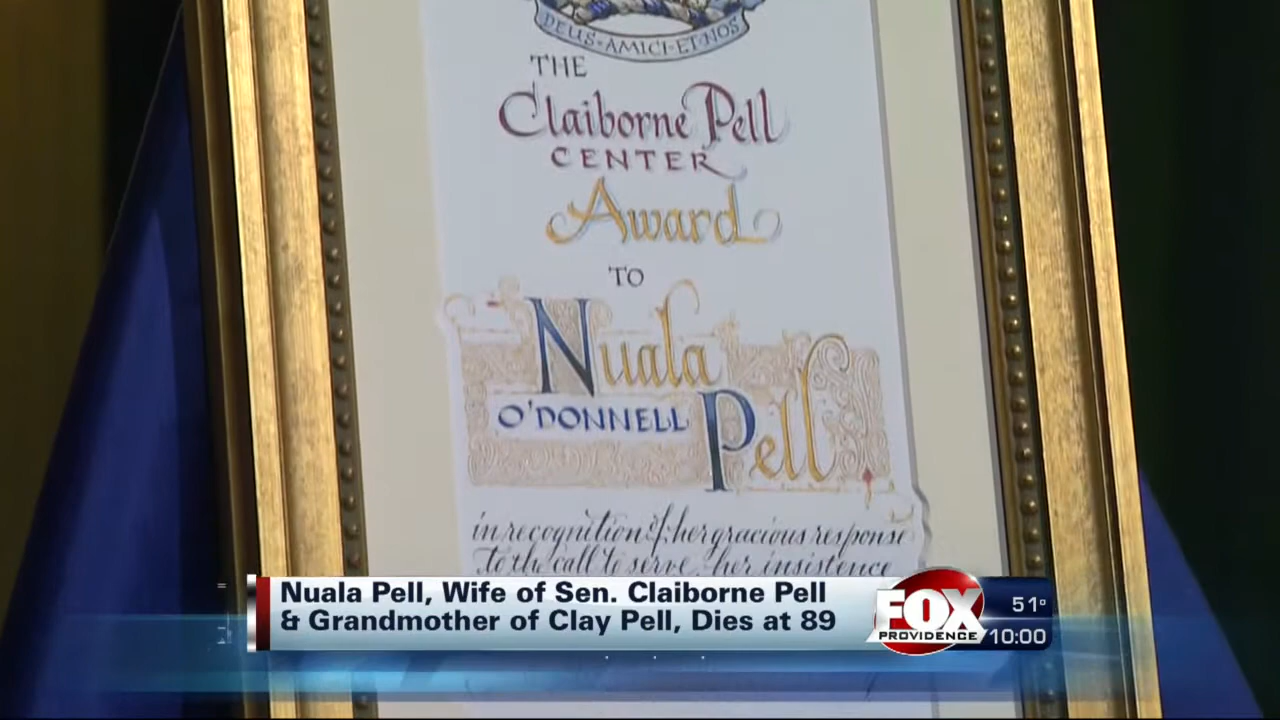 DEUS·AMICI·ET·NOS
THE
Claiborne Pell
CENTER
Award
TO
Nuala
O'DONNELL Pell
in recognition of her gracious response
to the call to serve, her insistence
Nuala Pell, Wife of Sen. Claiborne Pell
& Grandmother of Clay Pell, Dies at 89
FOX
PROVIDENCE
51°
10:00